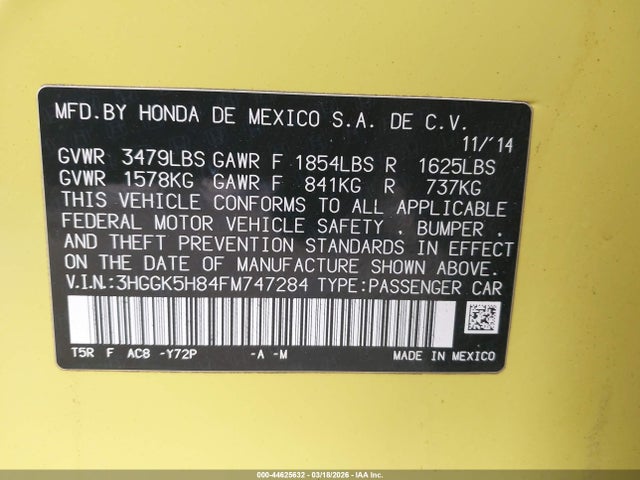 MFD.BY HONDA DE MEXICO S.A. DE C.V.
11/'14
GVWR 3479LBS GAWR F 1854LBS R 1625LBS
GVWR 1578KG GAWR F 841KG R 737KG
THIS VEHICLE CONFORMS TO ALL APPLICABLE
FEDERAL MOTOR VEHICLE SAFETY , BUMPER ,
AND THEFT PREVENTION STANDARDS IN EFFECT
ON THE DATE OF MANUFACTURE SHOWN ABOVE.
V.I.N.:3HGGK5H84FM747284 TYPE:PASSENGER CAR
T5R F AC8 -Y72P -A -M MADE IN MEXICO
000-44625632 - 03/18/2026 - IAA Inc.